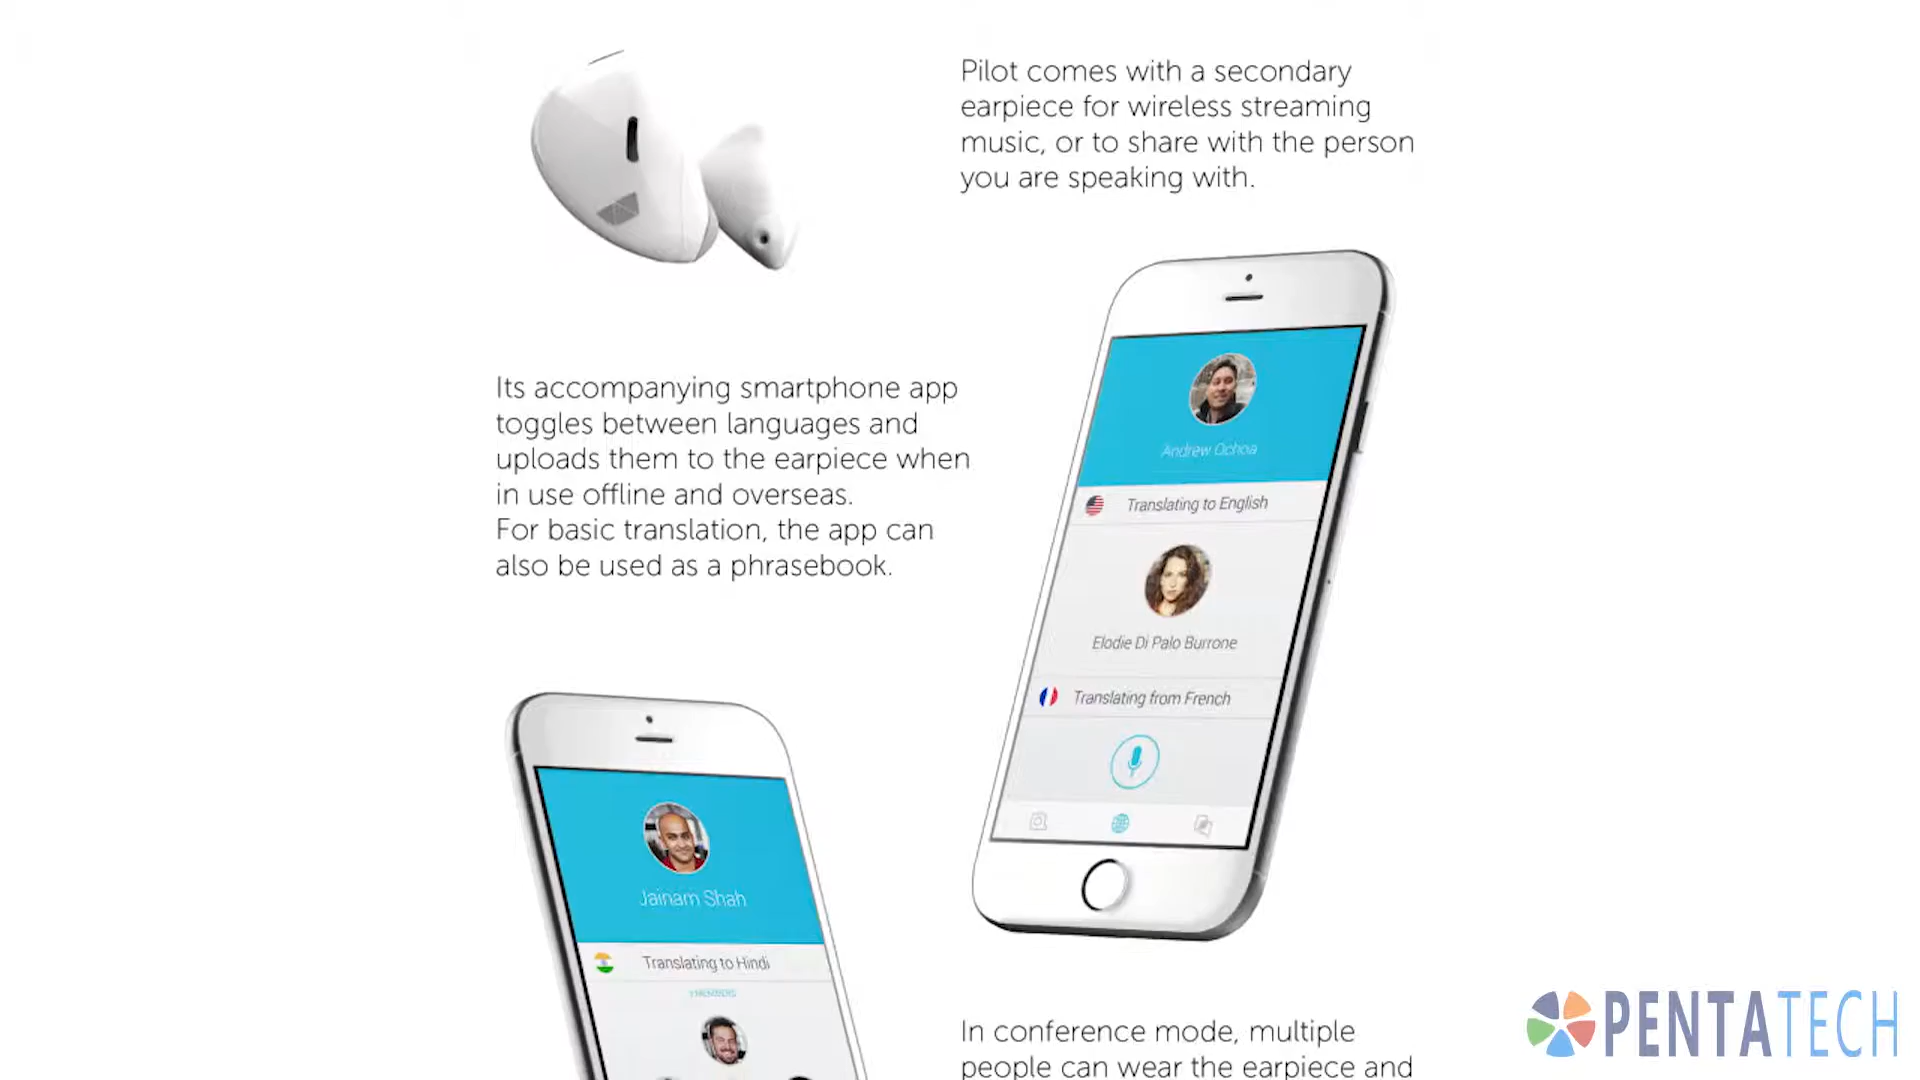 Pilot comes with a secondary
earpiece for wireless streaming
music, or to share with the person
you are speaking with.
Its accompanying smartphone app
toggles between languages and
uploads them to the earpiece when
in use offline and overseas.
For basic translation, the app can
also be used as a phrasebook.
Andrew Ochoa
Translating to English
Elodie Di Palo Burrone
Translating from French
Jainam Shah
Translating to Hindi
MEMBERS
In conference mode, multiple
people can wear the earpiece and
PENTATECH